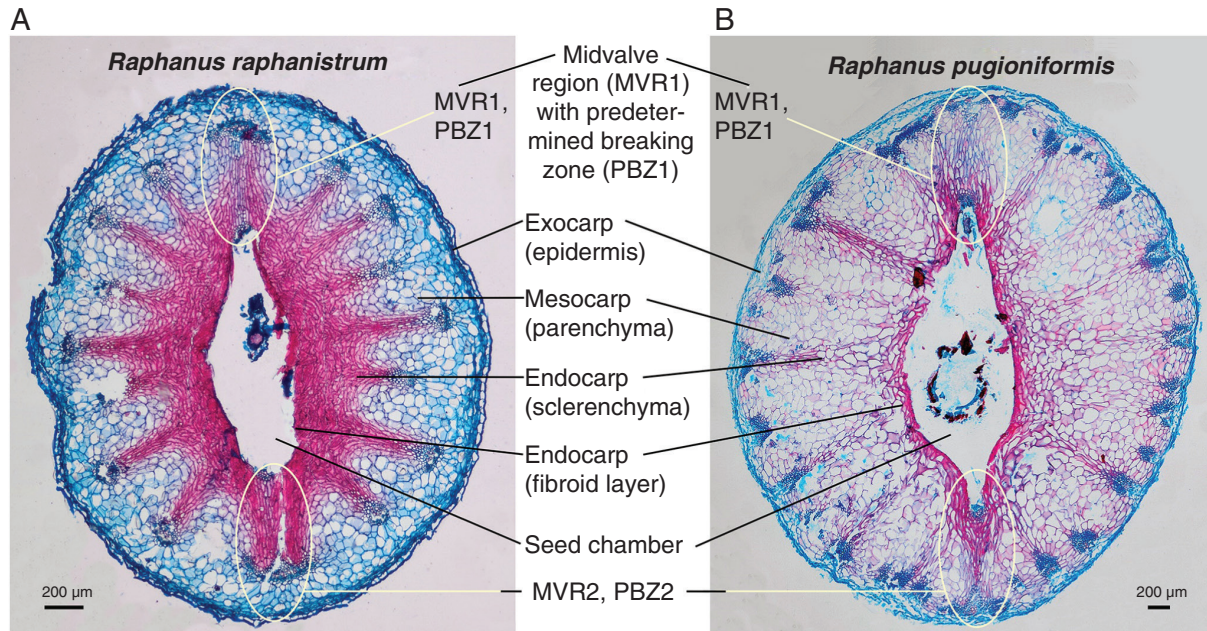 A
B
Raphanus raphanistrum
Raphanus pugioniformis
MVR1,
PBZ1
Midvalve
region (MVR1)
with predeter-
mined breaking
zone (PBZ1)
MVR1,
PBZ1
Exocarp
(epidermis)
Mesocarp
(parenchyma)
Endocarp
(sclerenchyma)
Endocarp
(fibroid layer)
Seed chamber
MVR2, PBZ2
200 µm
200 µm